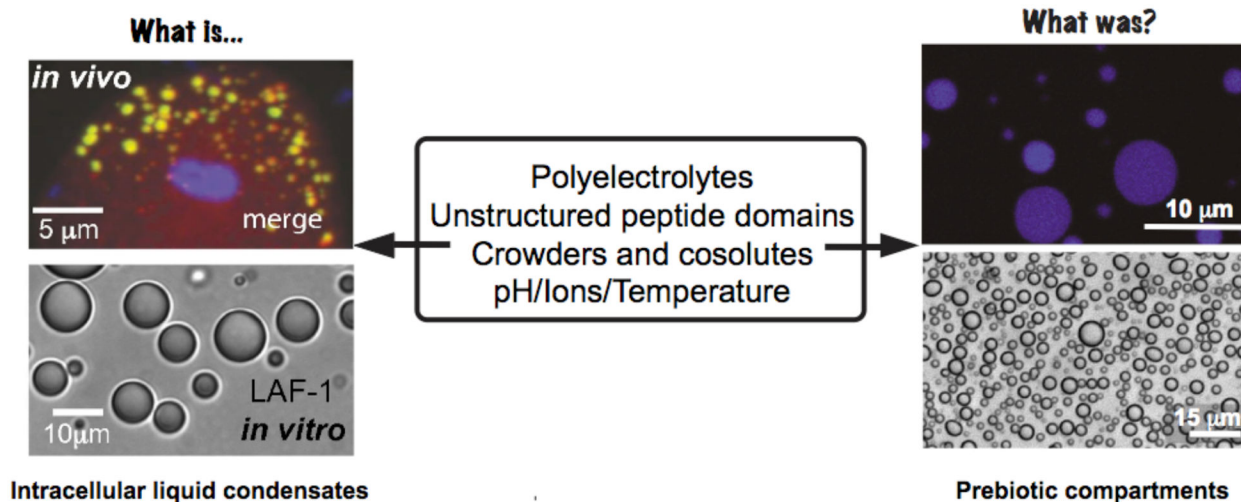 What is...
in vivo
5 μm
merge
LAF-1
10μm
in vitro
Intracellular liquid condensates
Polyelectrolytes
Unstructured peptide domains
Crowders and cosolutes
pH/Ions/Temperature
What was?
10 μm
15 μm
Prebiotic compartments